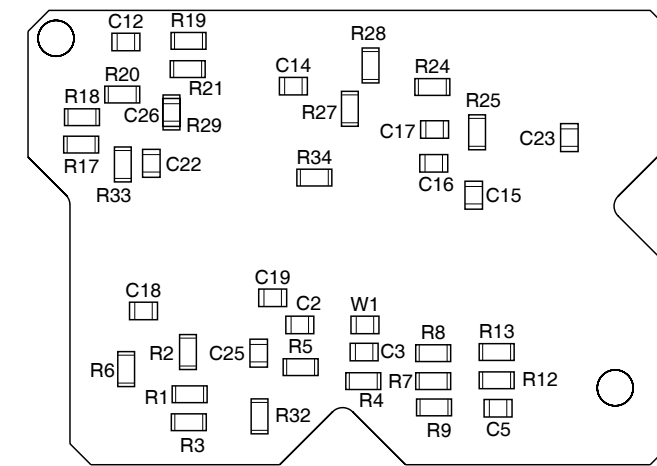 C12 R19
R28
C14 R24
R20 R21
R18 C26 R29 R27 R25
C17 C23
R17 C22 R34
R33 C16 C15
C19
C18 C2 W1
R2 C25 R5 C3 R8 R13
R6 R7 R12
R1 R4
R3 R32 R9 C5